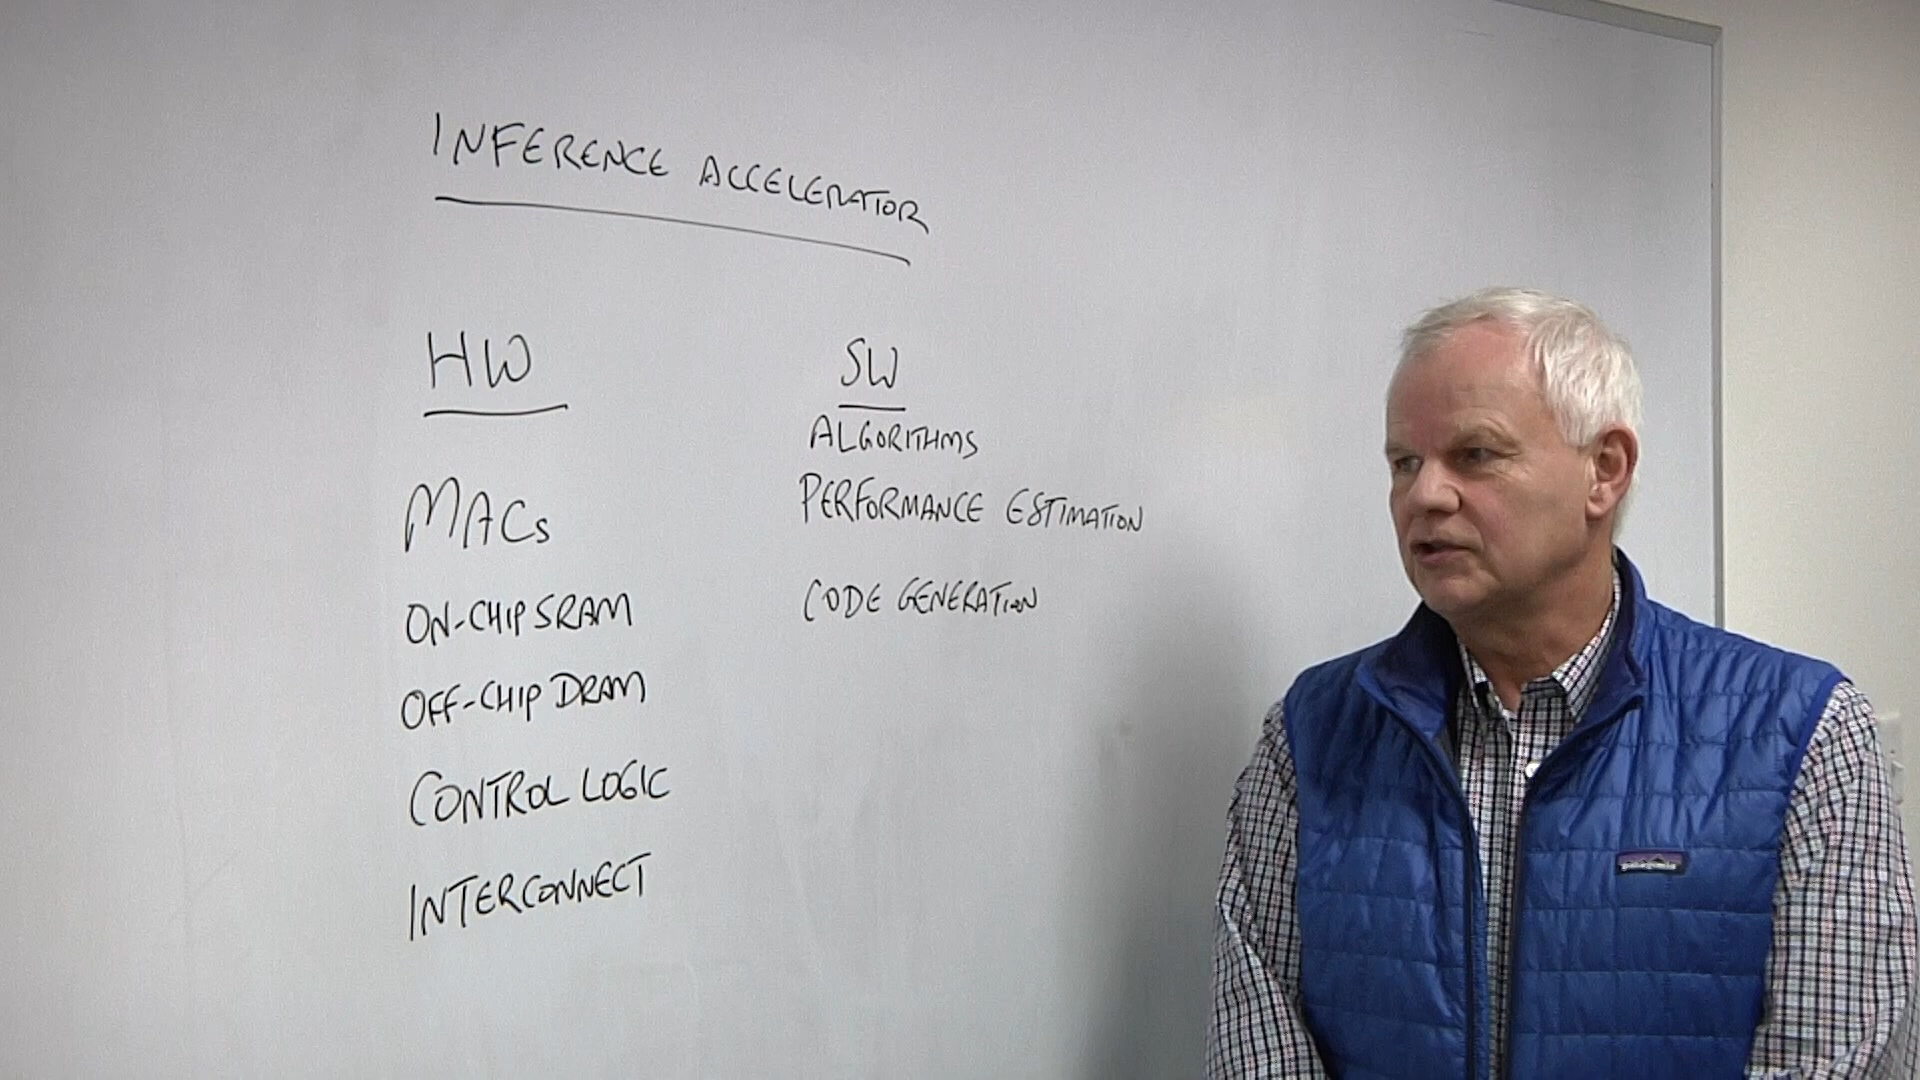 INFERENCE ACCELERATOR
HW
MACs
ON-CHIP SRAM
OFF-CHIP DRAM
CONTROL LOGIC
INTERCONNECT
SW
ALGORITHMS
PERFORMANCE ESTIMATION
CODE GENERATION
patagonia